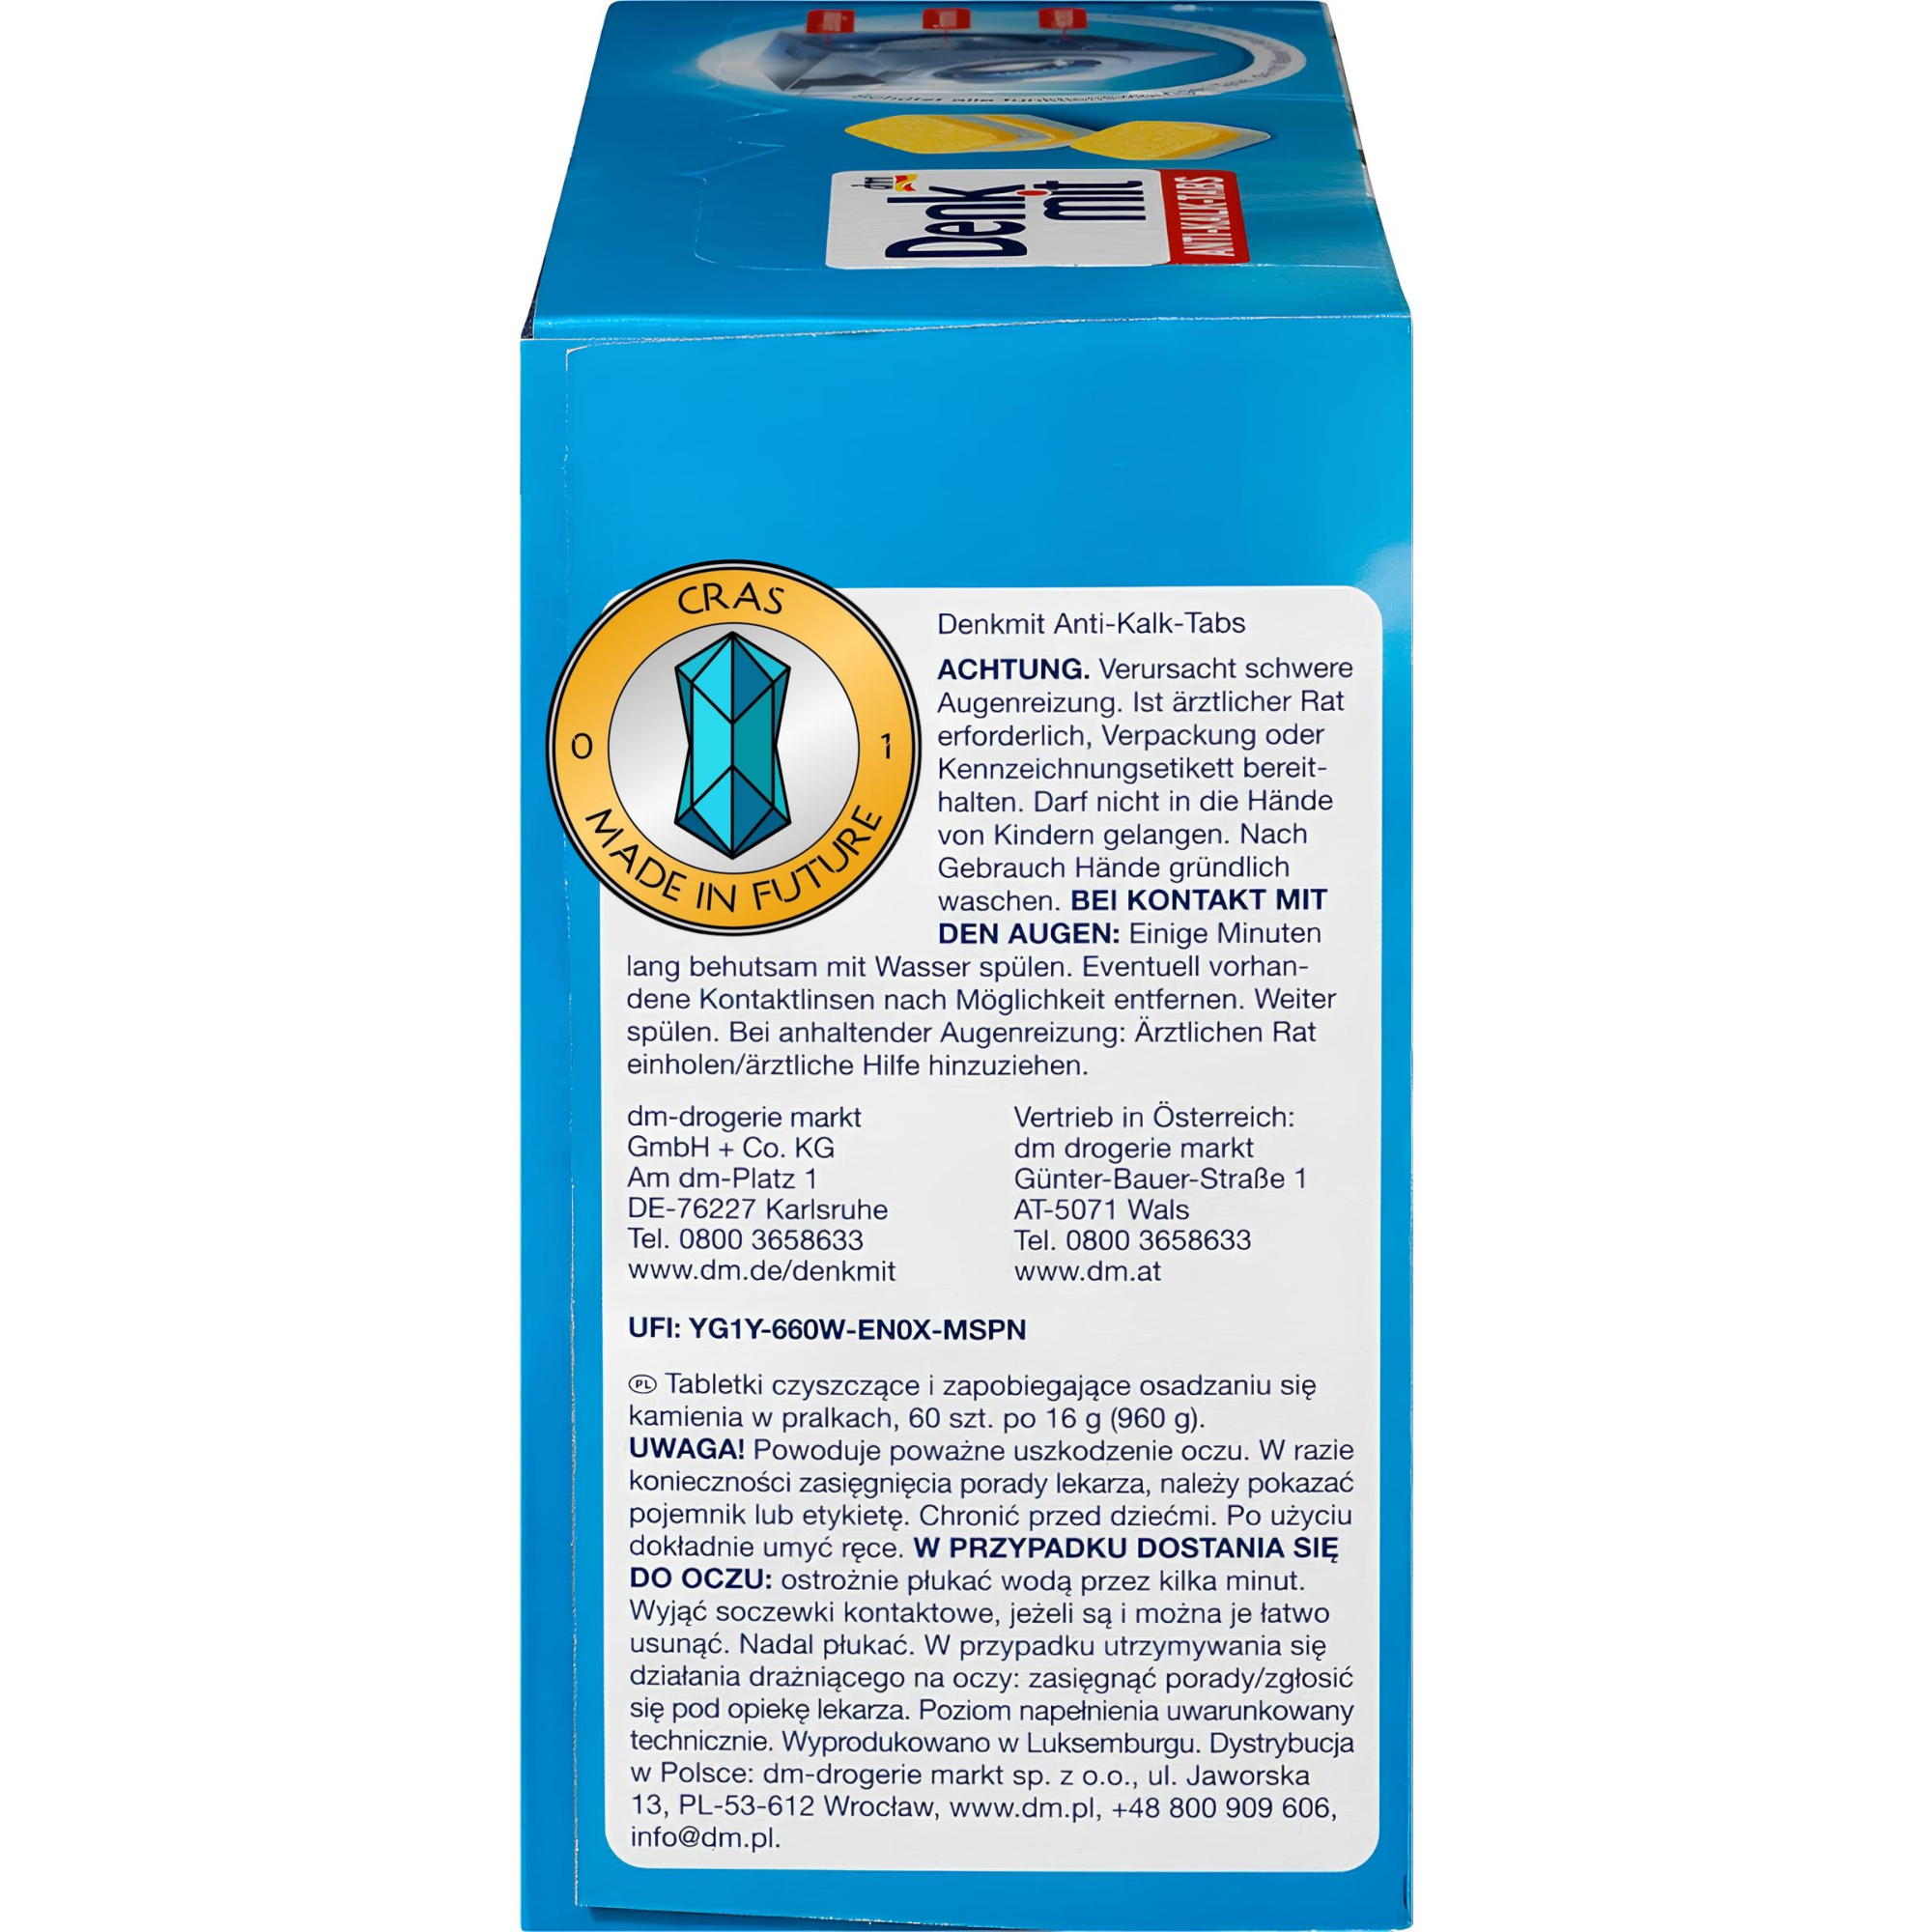 dm
Denk
mit
ANTI-KALK-TABS
CRAS
0 1
MADE IN FUTURE
Denkmit Anti-Kalk-Tabs
ACHTUNG. Verursacht schwere
Augenreizung. Ist ärztlicher Rat
erforderlich, Verpackung oder
Kennzeichnungsetikett bereit-
halten. Darf nicht in die Hände
von Kindern gelangen. Nach
Gebrauch Hände gründlich
waschen. BEI KONTAKT MIT
DEN AUGEN: Einige Minuten
lang behutsam mit Wasser spülen. Eventuell vorhan-
dene Kontaktlinsen nach Möglichkeit entfernen. Weiter
spülen. Bei anhaltender Augenreizung: Ärztlichen Rat
einholen/ärztliche Hilfe hinzuziehen.
dm-drogerie markt
GmbH + Co. KG
Am dm-Platz 1
DE-76227 Karlsruhe
Tel. 0800 3658633
www.dm.de/denkmit
Vertrieb in Österreich:
dm drogerie markt
Günter-Bauer-Straße 1
AT-5071 Wals
Tel. 0800 3658633
www.dm.at
UFI: YG1Y-660W-EN0X-MSPN
PL Tabletki czyszczące i zapobiegające osadzaniu się
kamienia w pralkach, 60 szt. po 16 g (960 g).
UWAGA! Powoduje poważne uszkodzenie oczu. W razie
konieczności zasięgnięcia porady lekarza, należy pokazać
pojemnik lub etykietę. Chronić przed dziećmi. Po użyciu
dokładnie umyć ręce. W PRZYPADKU DOSTANIA SIĘ
DO OCZU: ostrożnie płukać wodą przez kilka minut.
Wyjąć soczewki kontaktowe, jeżeli są i można je łatwo
usunąć. Nadal płukać. W przypadku utrzymywania się
działania drażniącego na oczy: zasięgnąć porady/zgłosić
się pod opiekę lekarza. Poziom napełnienia uwarunkowany
technicznie. Wyprodukowano w Luksemburgu. Dystrybucja
w Polsce: dm-drogerie markt sp. z o.o., ul. Jaworska
13, PL-53-612 Wrocław, www.dm.pl, +48 800 909 606,
info@dm.pl.